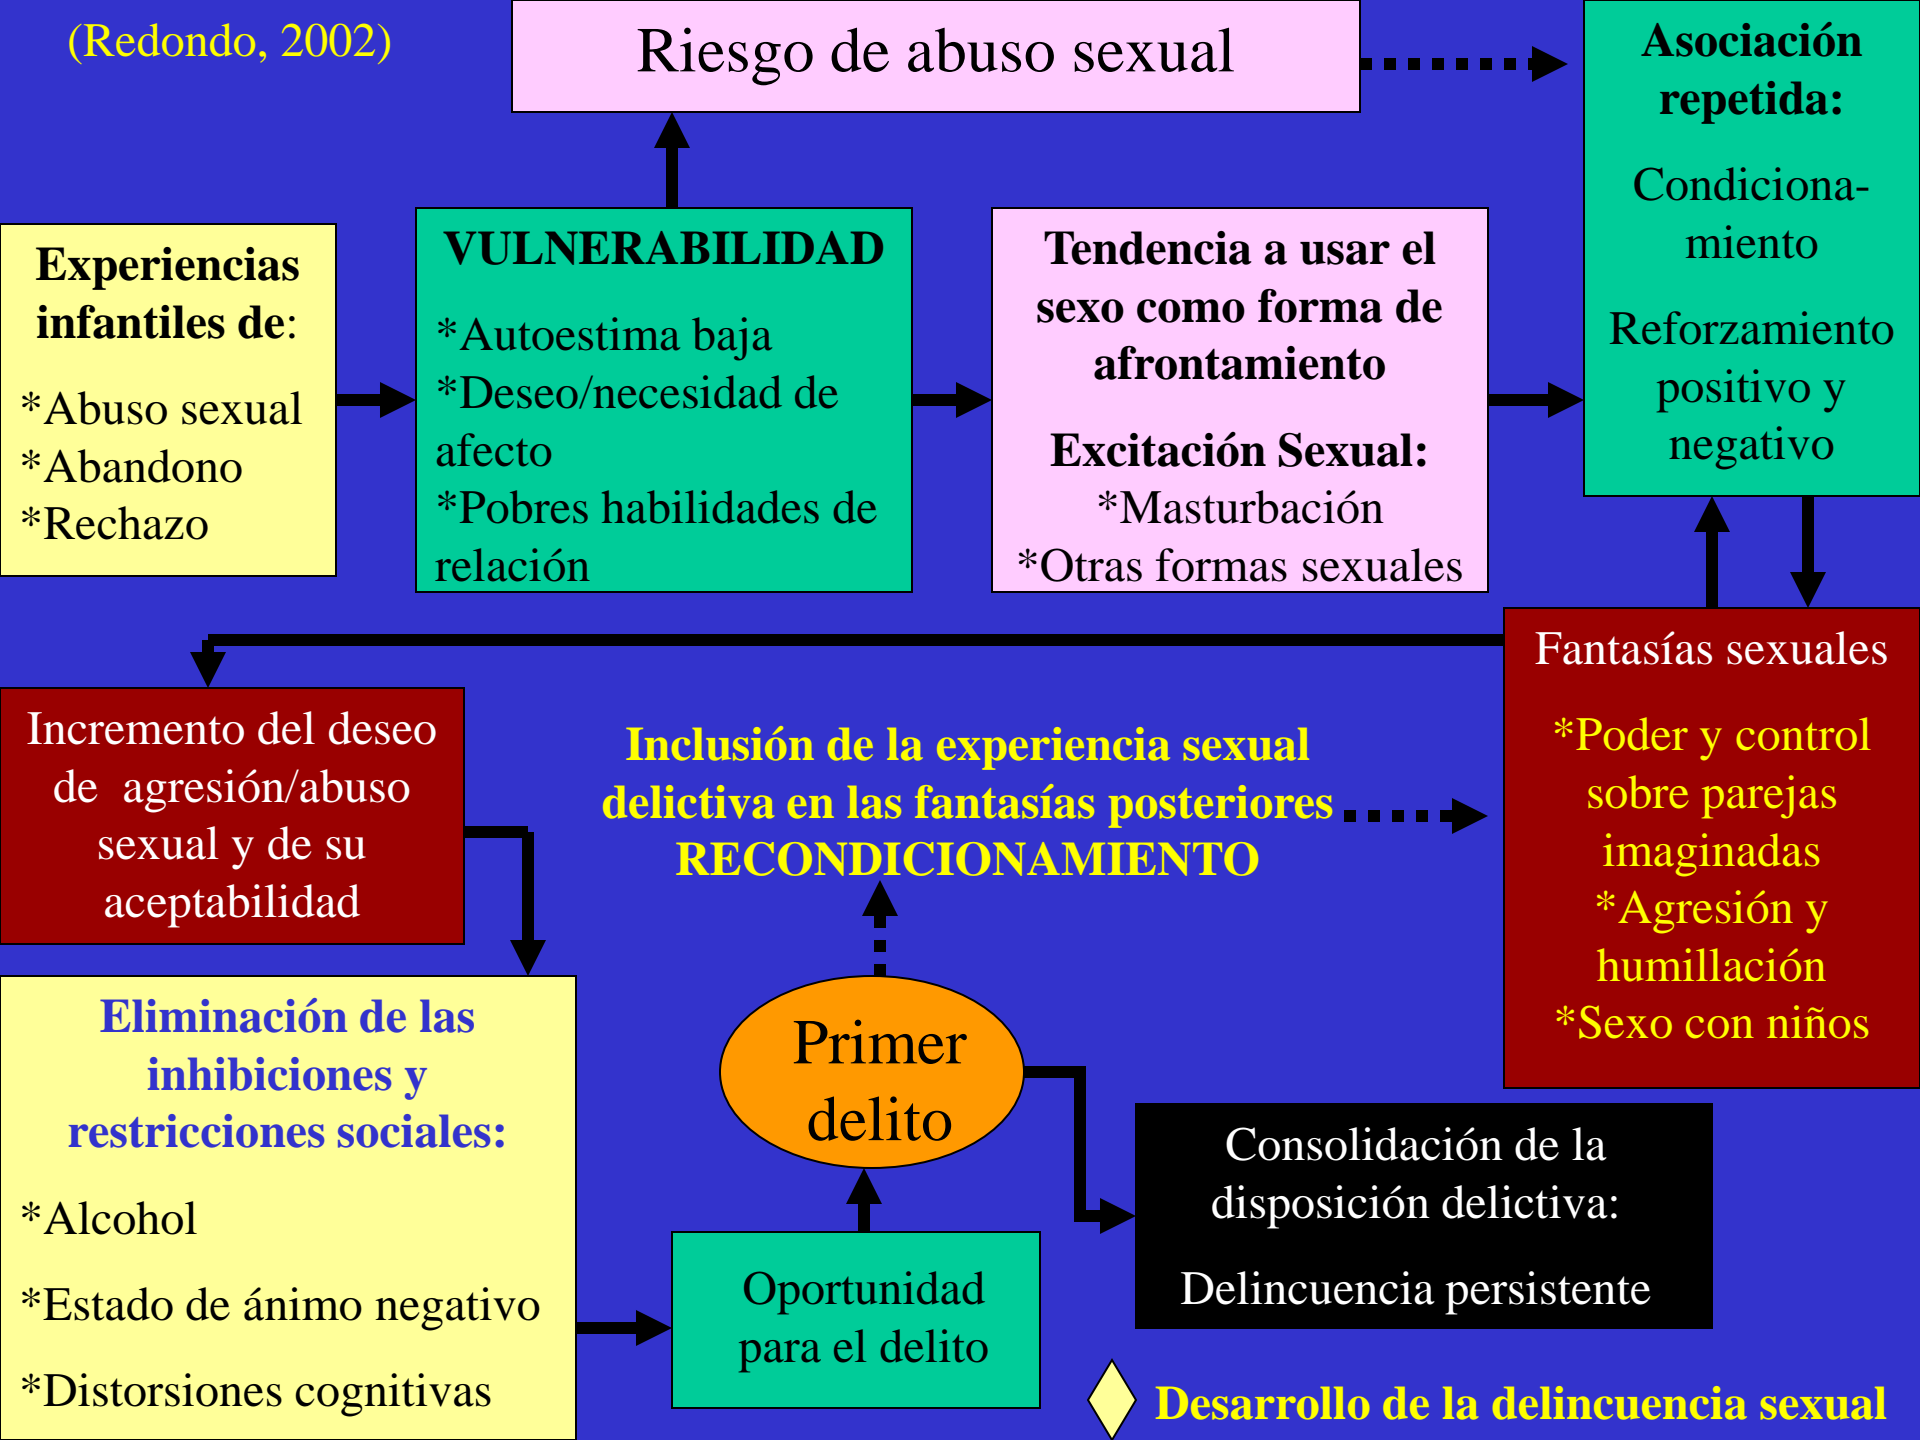 (Redondo, 2002)
Riesgo de abuso sexual
Asociación
repetida:
Condiciona-
miento
Reforzamiento
positivo y
negativo
Experiencias
infantiles de:
*Abuso sexual
*Abandono
*Rechazo
VULNERABILIDAD
*Autoestima baja
*Deseo/necesidad de
afecto
*Pobres habilidades de
relación
Tendencia a usar el
sexo como forma de
afrontamiento
Excitación Sexual:
*Masturbación
*Otras formas sexuales
Fantasías sexuales
*Poder y control
sobre parejas
imaginadas
*Agresión y
humillación
*Sexo con niños
Incremento del deseo
de agresión/abuso
sexual y de su
aceptabilidad
Inclusión de la experiencia sexual
delictiva en las fantasías posteriores
RECONDICIONAMIENTO
Eliminación de las
inhibiciones y
restricciones sociales:
*Alcohol
*Estado de ánimo negativo
*Distorsiones cognitivas
Primer
delito
Oportunidad
para el delito
Consolidación de la
disposición delictiva:
Delincuencia persistente
Desarrollo de la delincuencia sexual